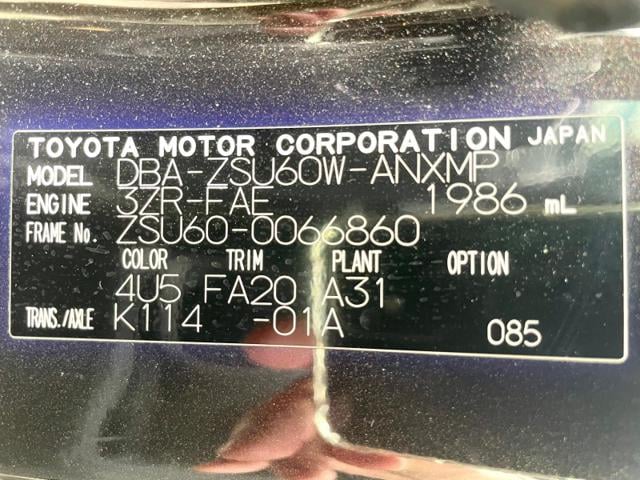 TOYOTA MOTOR CORPORATION JAPAN
MODEL DBA-ZSU60W-ANXMP
ENGINE 3ZR-FAE 1986 mL
FRAME No. ZSU60-0066860
COLOR TRIM PLANT OPTION
4U5 FA20 A31
TRANS./AXLE K114 -01A 085